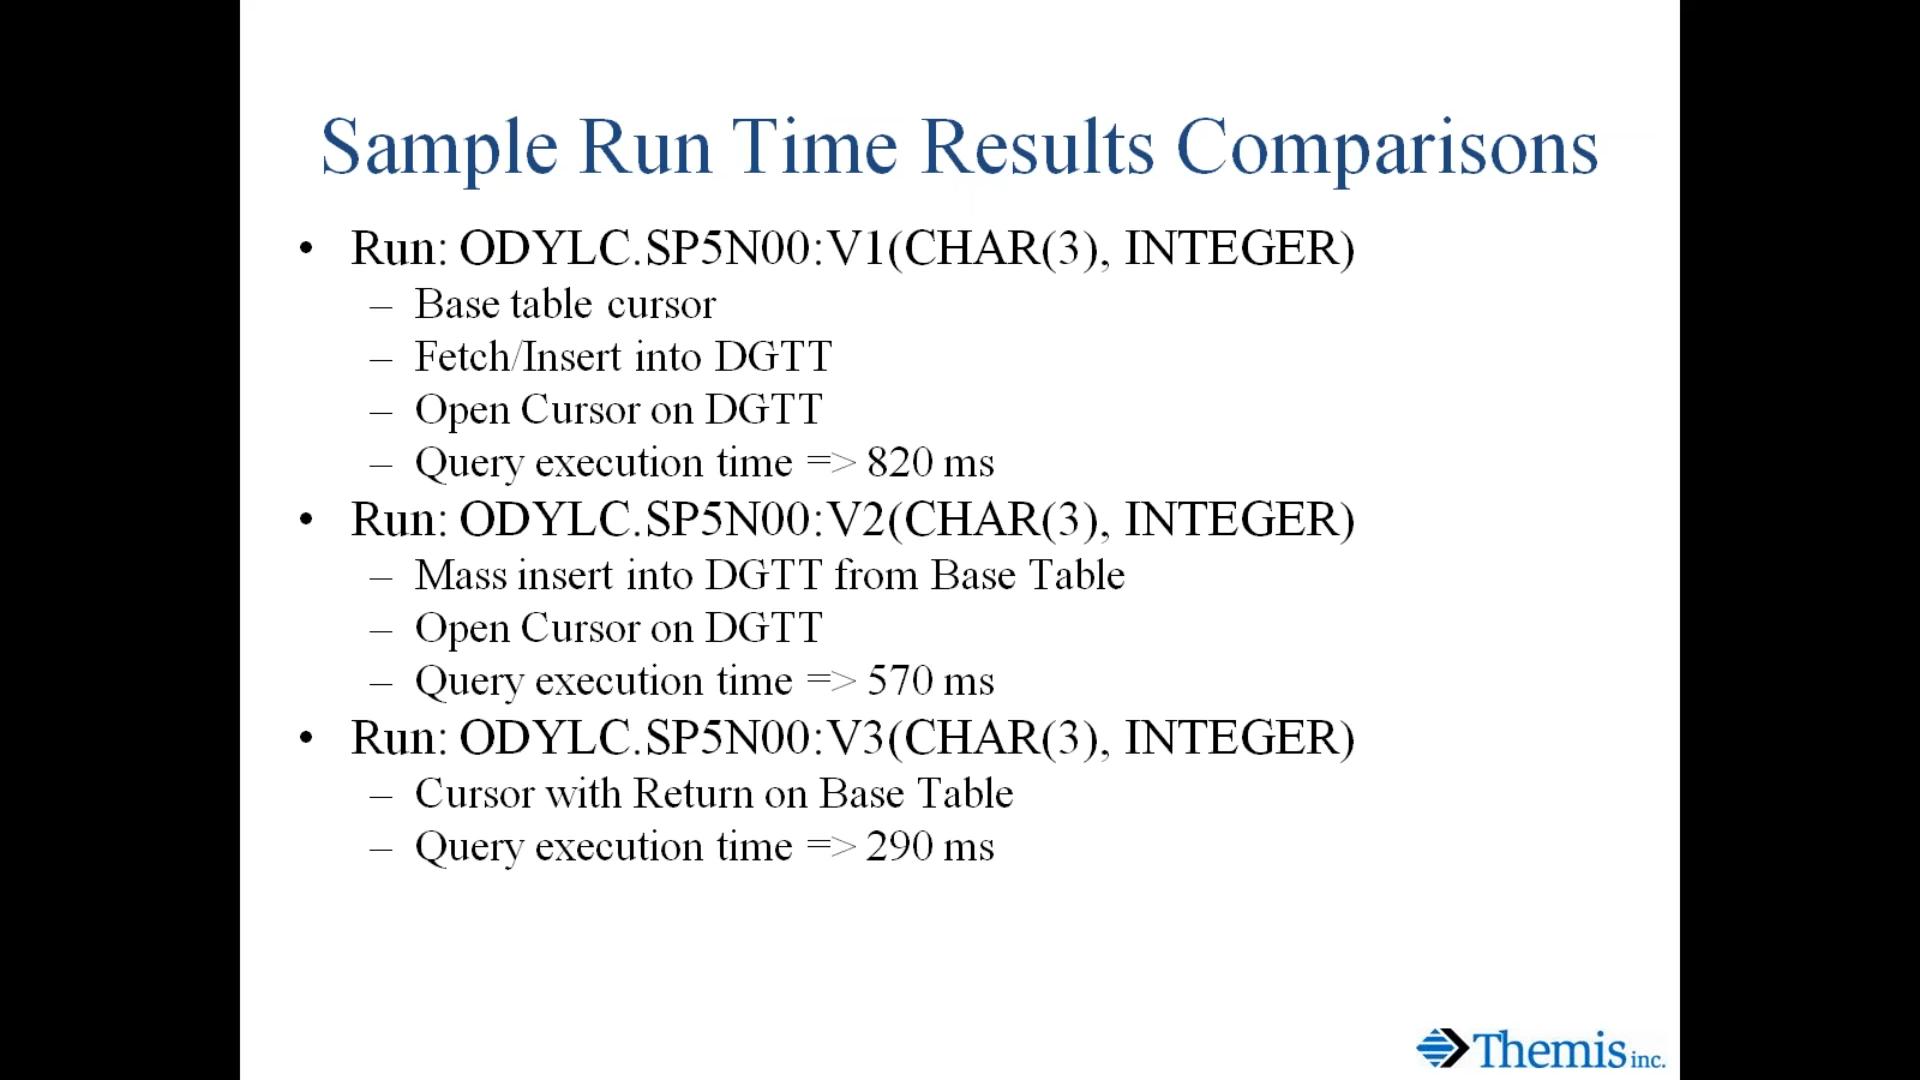 Sample Run Time Results Comparisons
• Run: ODYLC.SP5N00:V1(CHAR(3), INTEGER)
– Base table cursor
– Fetch/Insert into DGTT
– Open Cursor on DGTT
– Query execution time => 820 ms
• Run: ODYLC.SP5N00:V2(CHAR(3), INTEGER)
– Mass insert into DGTT from Base Table
– Open Cursor on DGTT
– Query execution time => 570 ms
• Run: ODYLC.SP5N00:V3(CHAR(3), INTEGER)
– Cursor with Return on Base Table
– Query execution time => 290 ms
Themis inc.